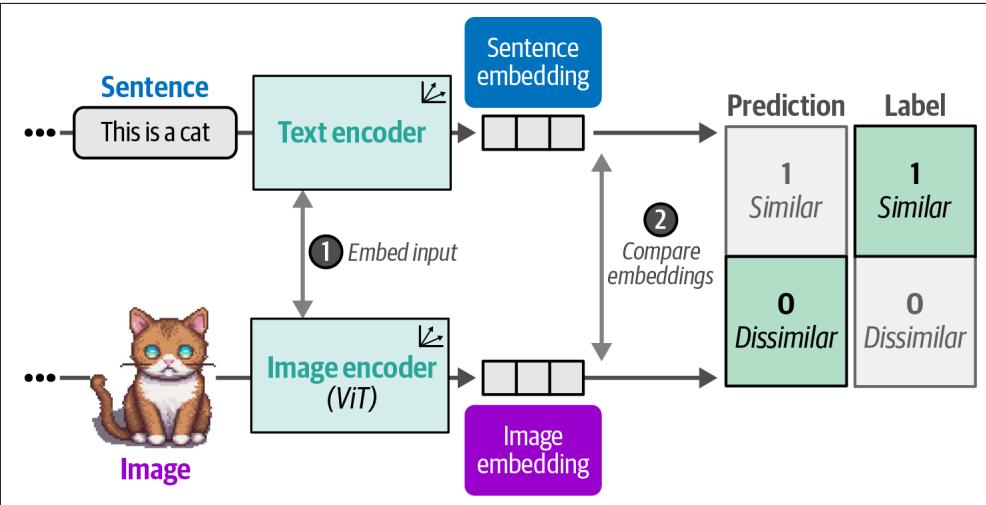 Sentence
embedding
Sentence
This is a cat
Text encoder
Prediction Label
1
Similar
1
Similar
1 Embed input
2
Compare
embeddings
0
Dissimilar
0
Dissimilar
Image encoder
(ViT)
Image
Image
embedding